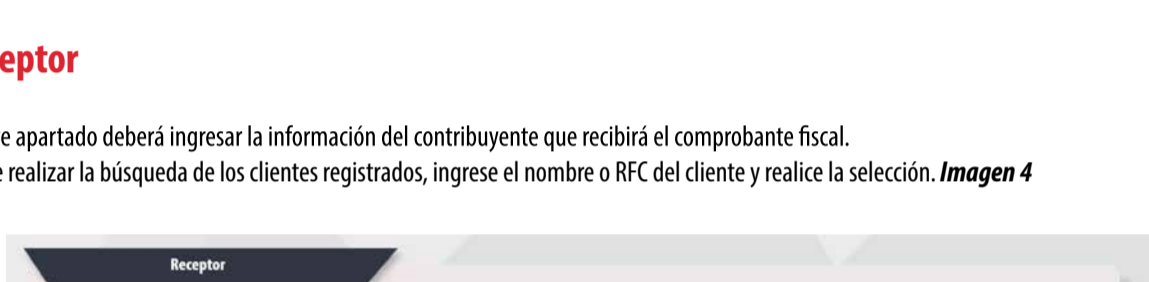 eptor
e apartado deberá ingresar la información del contribuyente que recibirá el comprobante fiscal.
e realizar la búsqueda de los clientes registrados, ingrese el nombre o RFC del cliente y realice la selección. Imagen 4
Receptor